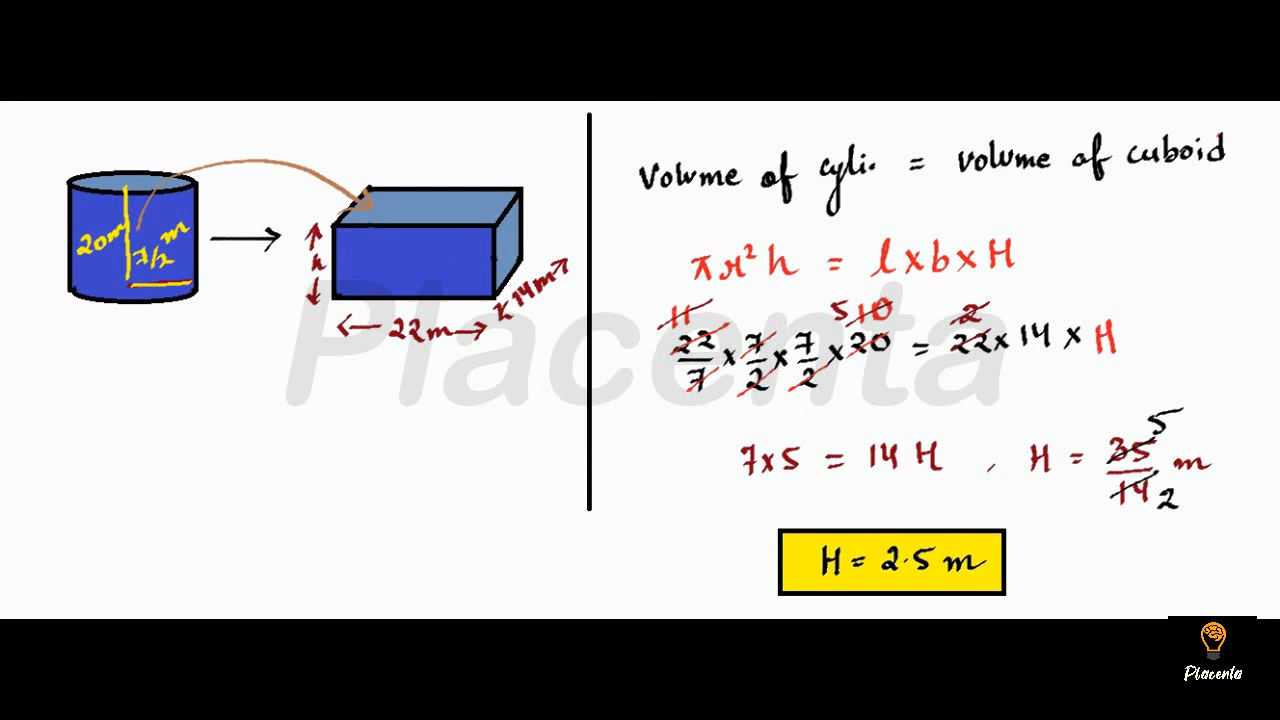 20m
7/2 m
h
22m
14m
Volume of cyli. = volume of cuboid
πr²h = l×b×H
11 5 10 2
22/7 × 7/2 × 7/2 × 20 = 22 × 14 × H
7×5 = 14 H , H = 35/14 m
5
2
H = 2.5 m
Placenta
Placenta